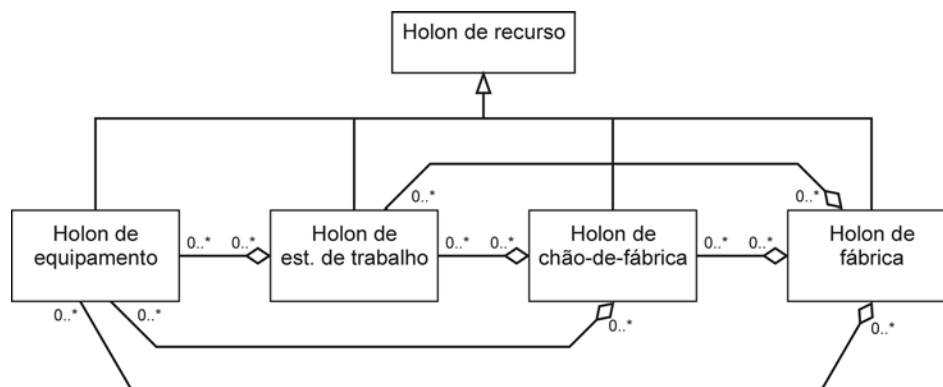 Holon de recurso
0..*
0..*
Holon de
equipamento
0..*
0..*
Holon de
est. de trabalho
0..*
0..*
Holon de
chão-de-fábrica
0..*
0..*
Holon de
fábrica
0..*
0..*
0..*
0..*